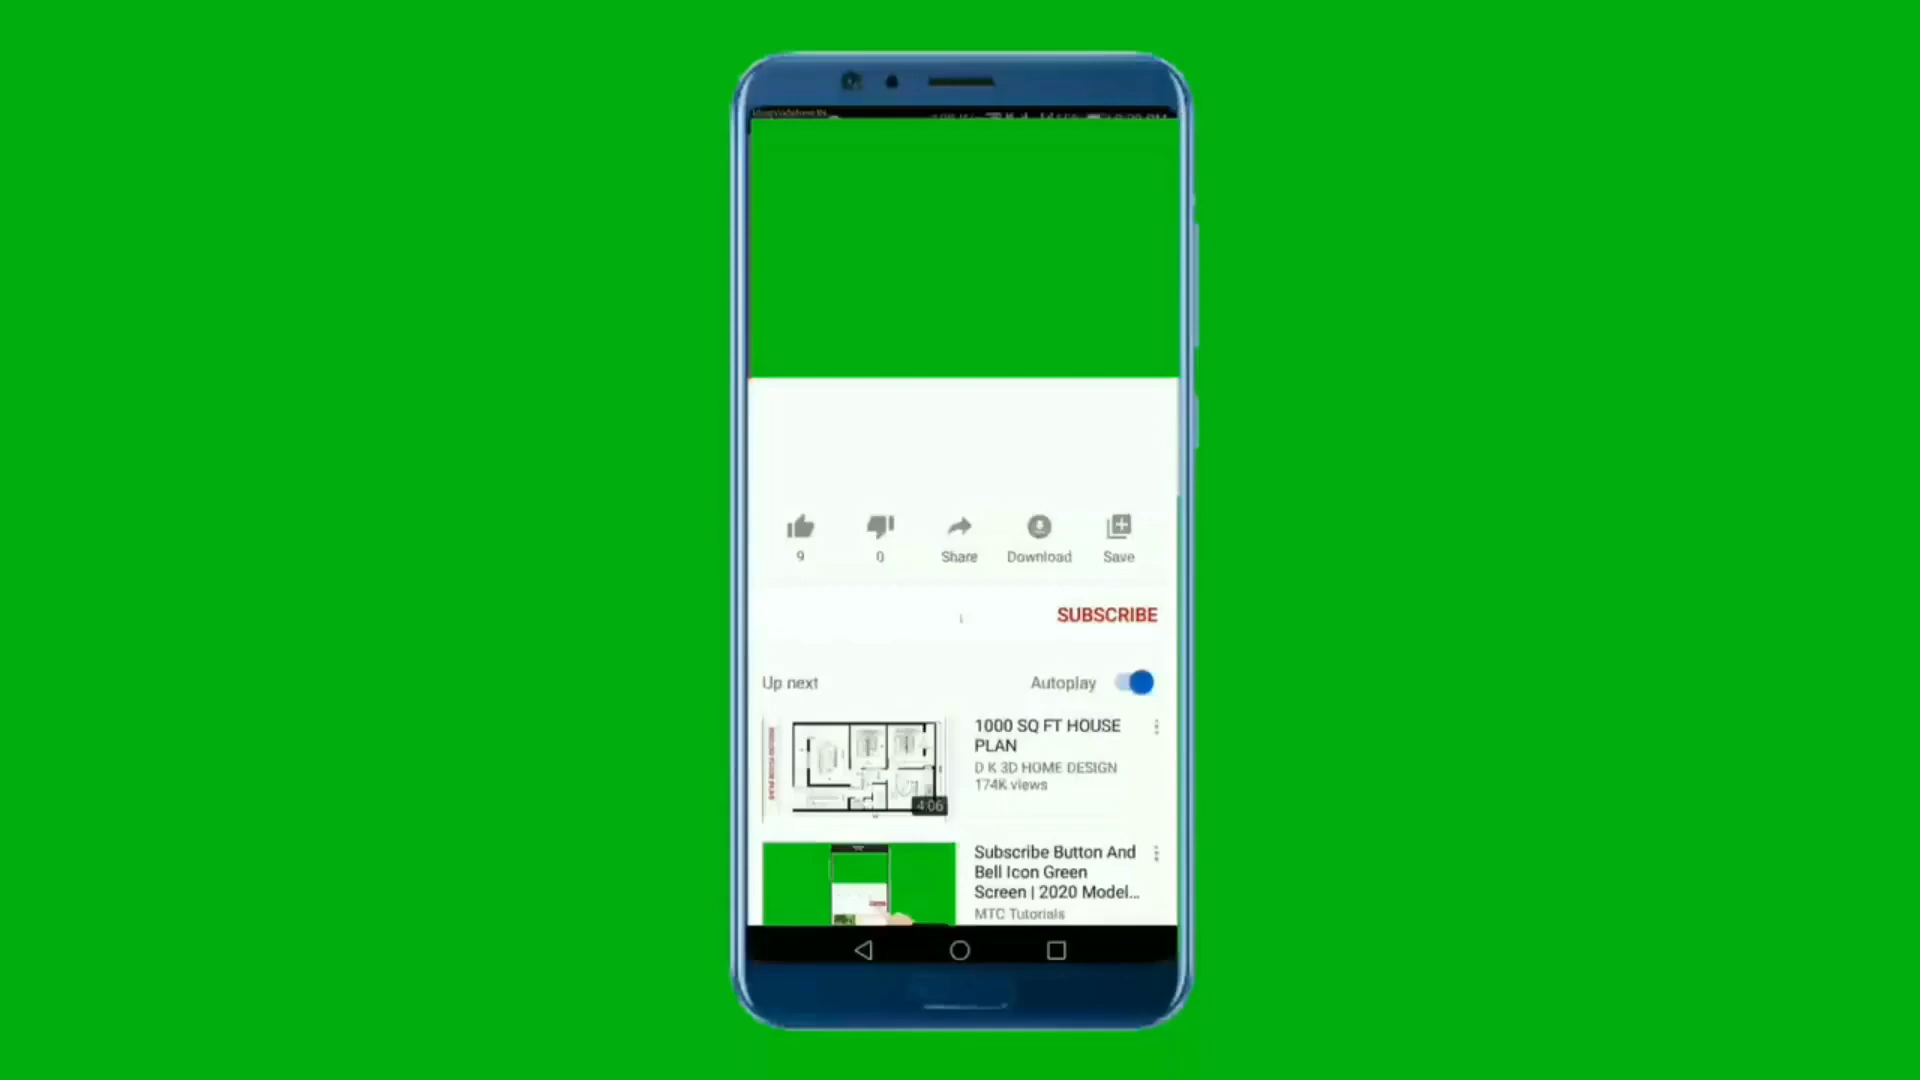 9
0
Share
Download
Save
SUBSCRIBE
Up next
Autoplay
1000 SQ FT HOUSE
PLAN
D K 3D HOME DESIGN
174K views
4:06
Subscribe Button And
Bell Icon Green
Screen | 2020 Model...
MTC Tutorials